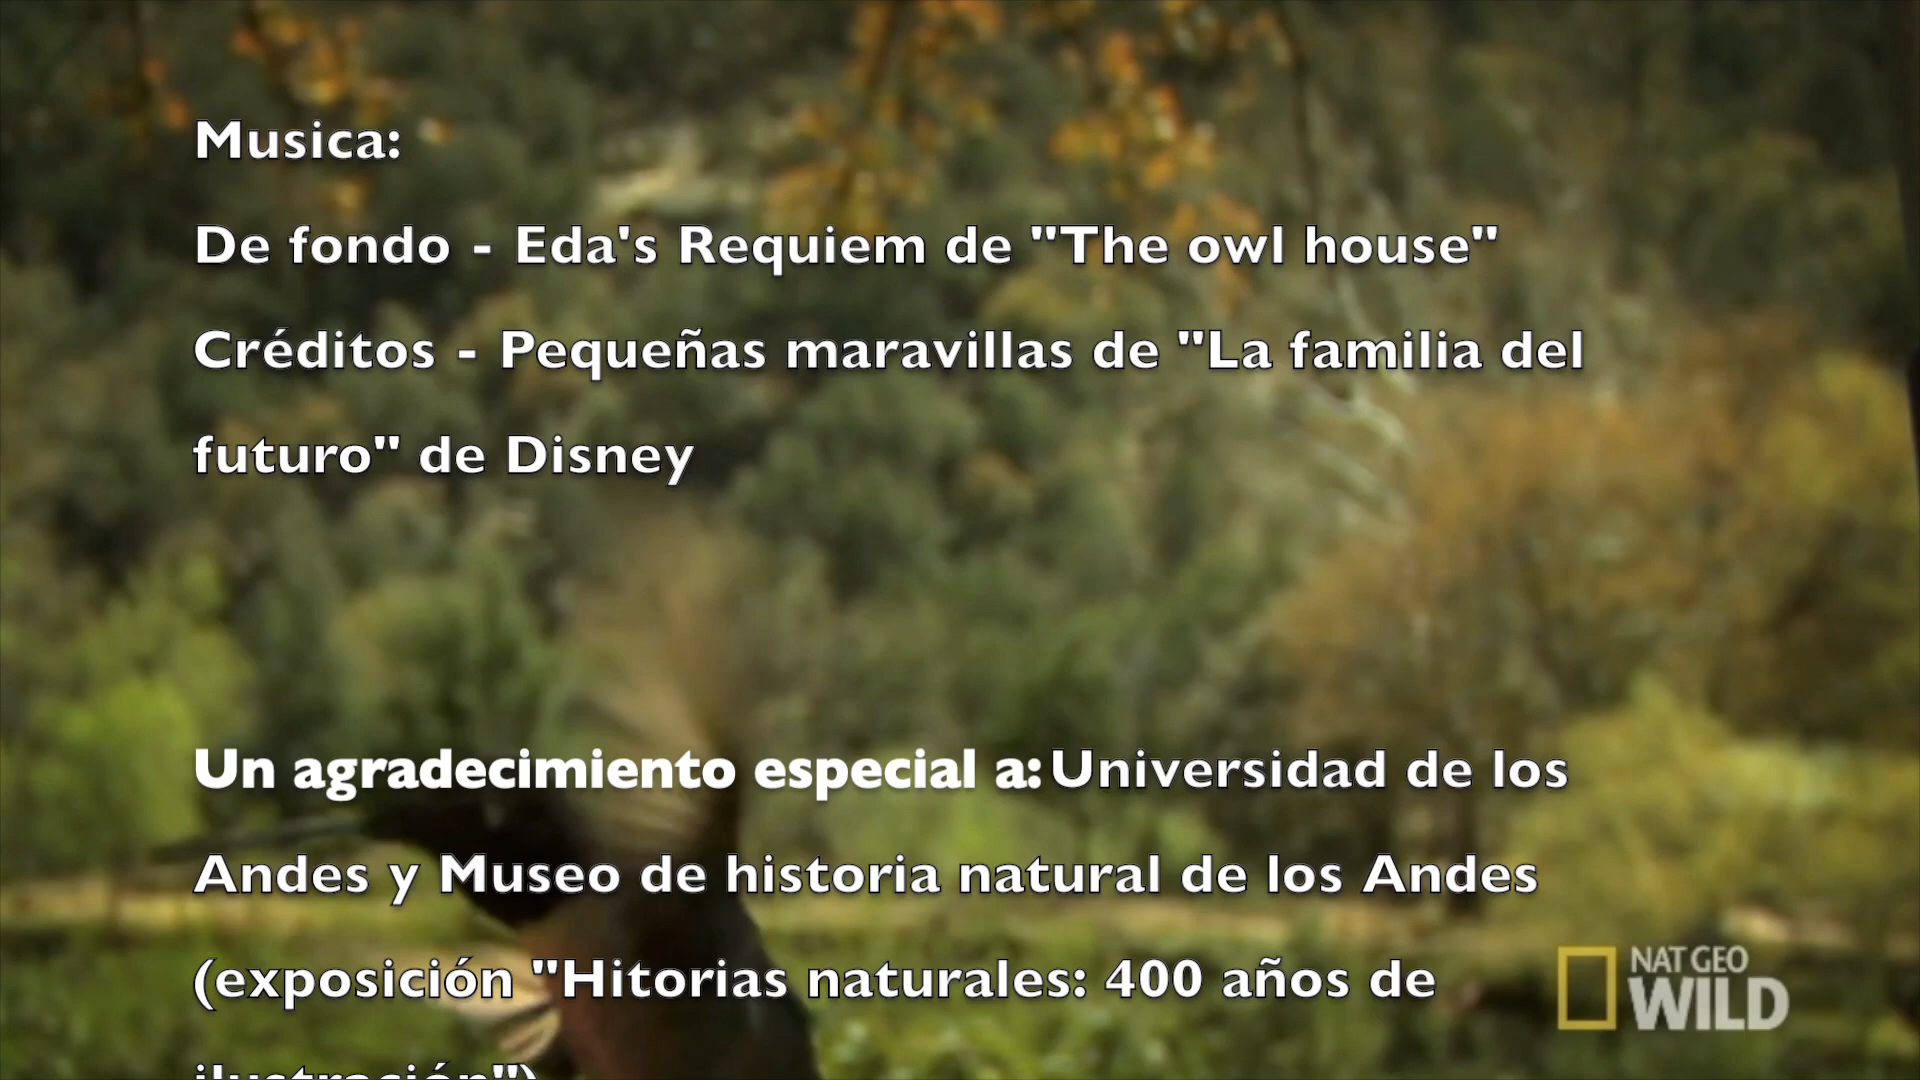 Musica:
De fondo - Eda's Requiem de "The owl house"
Créditos - Pequeñas maravillas de "La familia del
futuro" de Disney
Un agradecimiento especial a: Universidad de los
Andes y Museo de historia natural de los Andes
(exposición "Hitorias naturales: 400 años de
ilustración")
NAT GEO
WILD